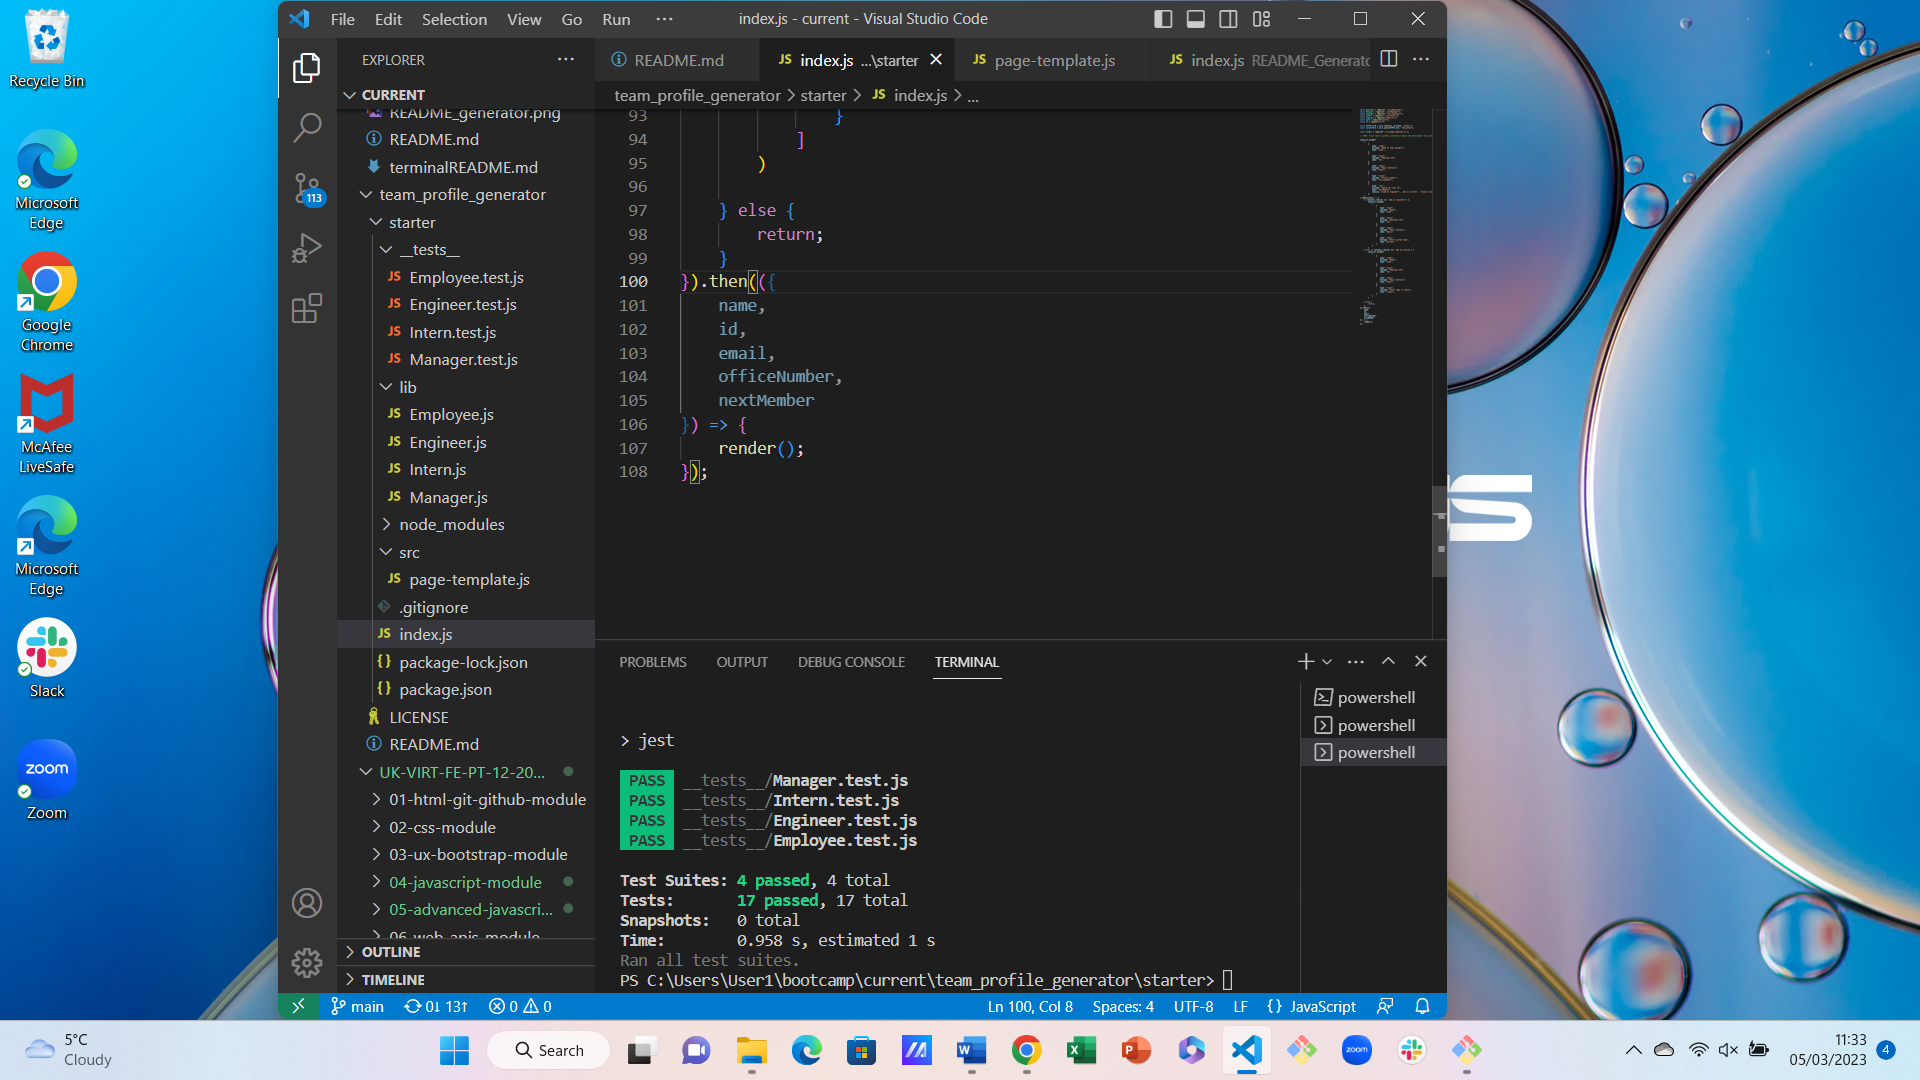 Recycle Bin
Microsoft Edge
Google Chrome
McAfee LiveSafe
Microsoft Edge
Slack
zoom
Zoom
File Edit Selection View Go Run ···
index.js - current - Visual Studio Code
EXPLORER
CURRENT
README_generator.png
README.md
terminalREADME.md
team_profile_generator
starter
__tests__
JS Employee.test.js
JS Engineer.test.js
JS Intern.test.js
JS Manager.test.js
lib
JS Employee.js
JS Engineer.js
JS Intern.js
JS Manager.js
node_modules
src
JS page-template.js
.gitignore
JS index.js
{} package-lock.json
{} package.json
LICENSE
README.md
UK-VIRT-FE-PT-12-20...
01-html-git-github-module
02-css-module
03-ux-bootstrap-module
04-javascript-module
05-advanced-javascri...
06-web-apis-module
OUTLINE
TIMELINE
113
README.md
JS index.js ...\starter
JS page-template.js
JS index.js README_Generato
team_profile_generator > starter > JS index.js > ...
93 }
94 ]
95 )
96
97 } else {
98 return;
99 }
100 }).then(({
101 name,
102 id,
103 email,
104 officeNumber,
105 nextMember
106 }) => {
107 render();
108 });
PROBLEMS OUTPUT DEBUG CONSOLE TERMINAL
powershell
powershell
powershell
> jest
PASS __tests__/Manager.test.js
PASS __tests__/Intern.test.js
PASS __tests__/Engineer.test.js
PASS __tests__/Employee.test.js
Test Suites: 4 passed, 4 total
Tests: 17 passed, 17 total
Snapshots: 0 total
Time: 0.958 s, estimated 1 s
Ran all test suites.
PS C:\Users\User1\bootcamp\current\team_profile_generator\starter>
main 0↓ 13↑ 0 0
Ln 100, Col 8 Spaces: 4 UTF-8 LF {} JavaScript
5°C
Cloudy
Search
zoom
11:33
05/03/2023
4